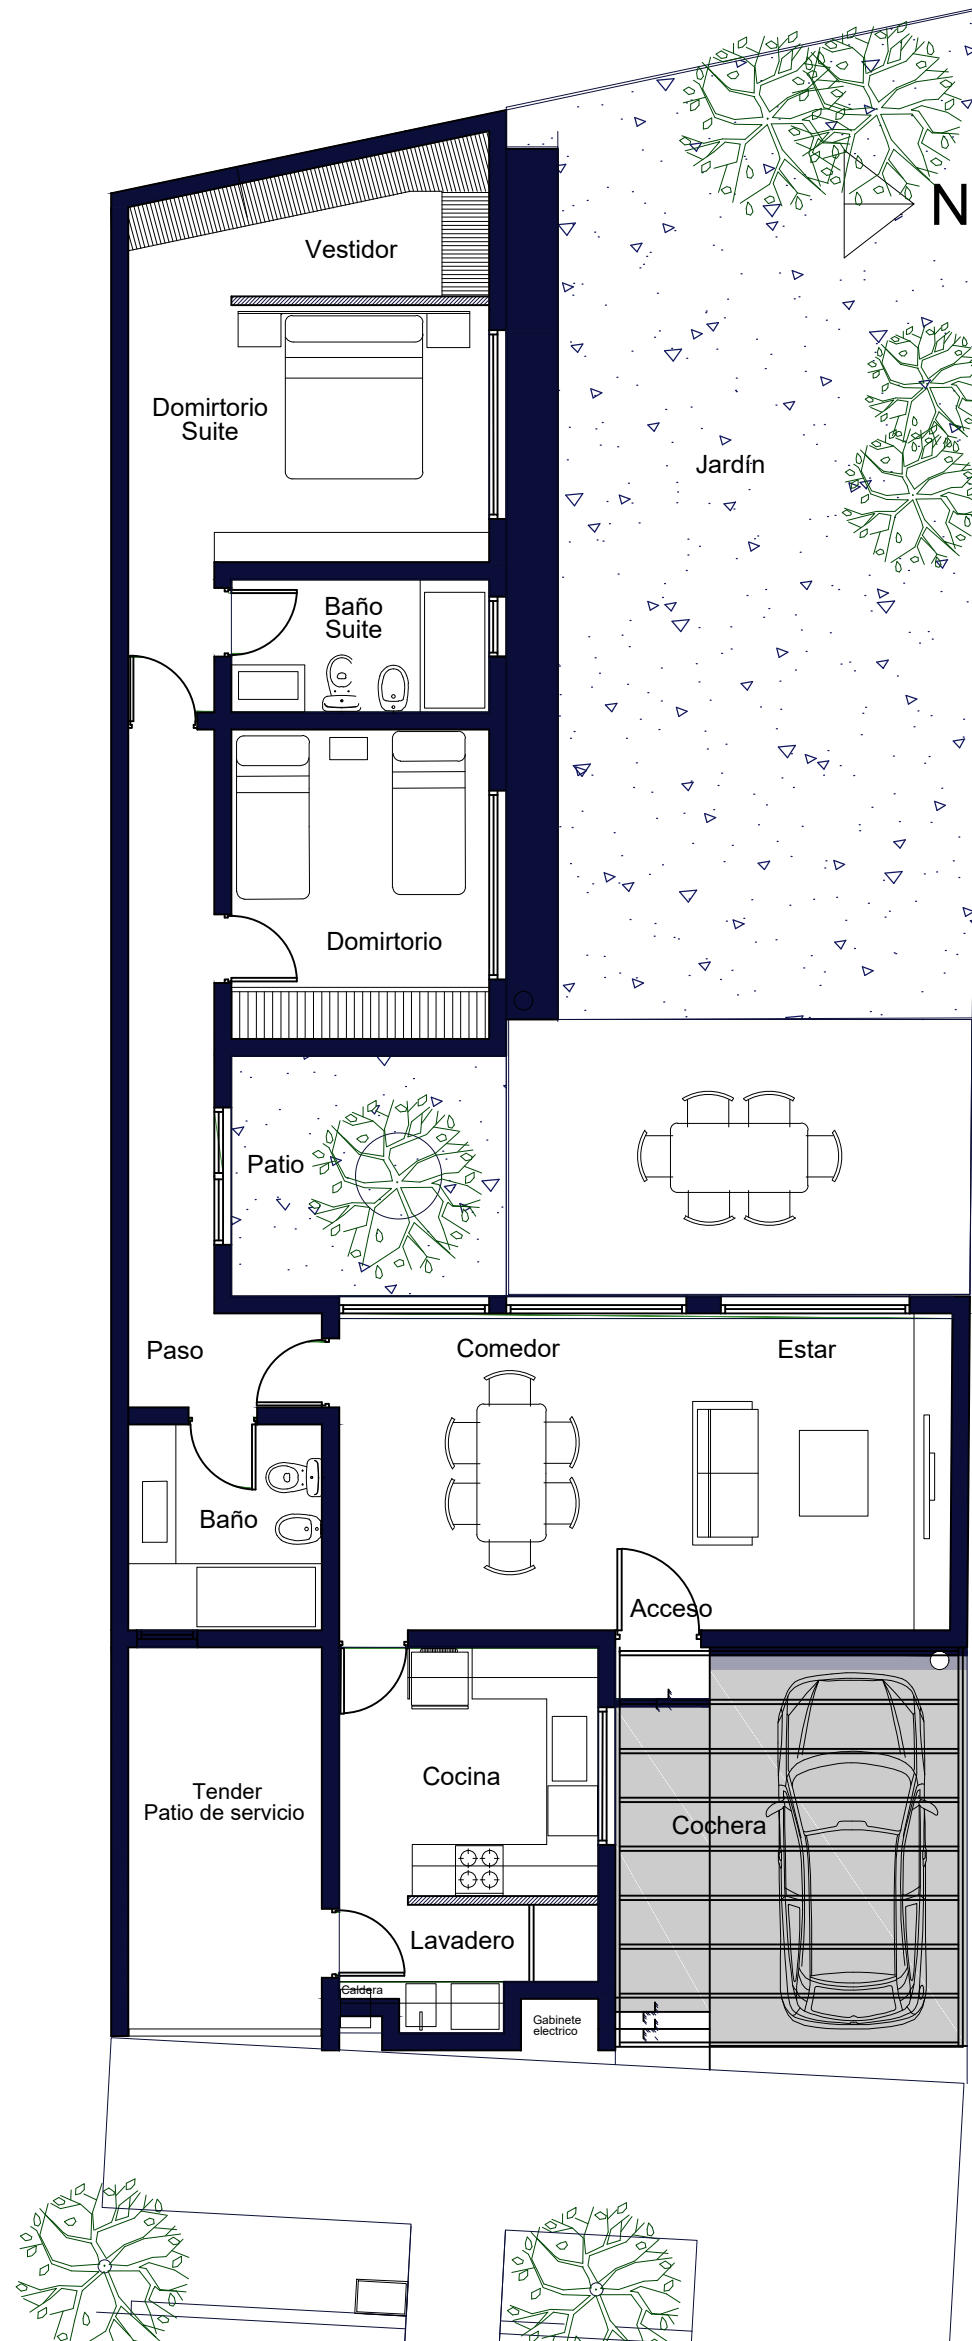 N
Vestidor
Domirtorio
Suite
Jardín
Baño
Suite
Domirtorio
Patio
Paso
Comedor
Estar
Baño
Acceso
Tender
Patio de servicio
Cocina
Cochera
Lavadero
Caldera
Gabinete
electrico